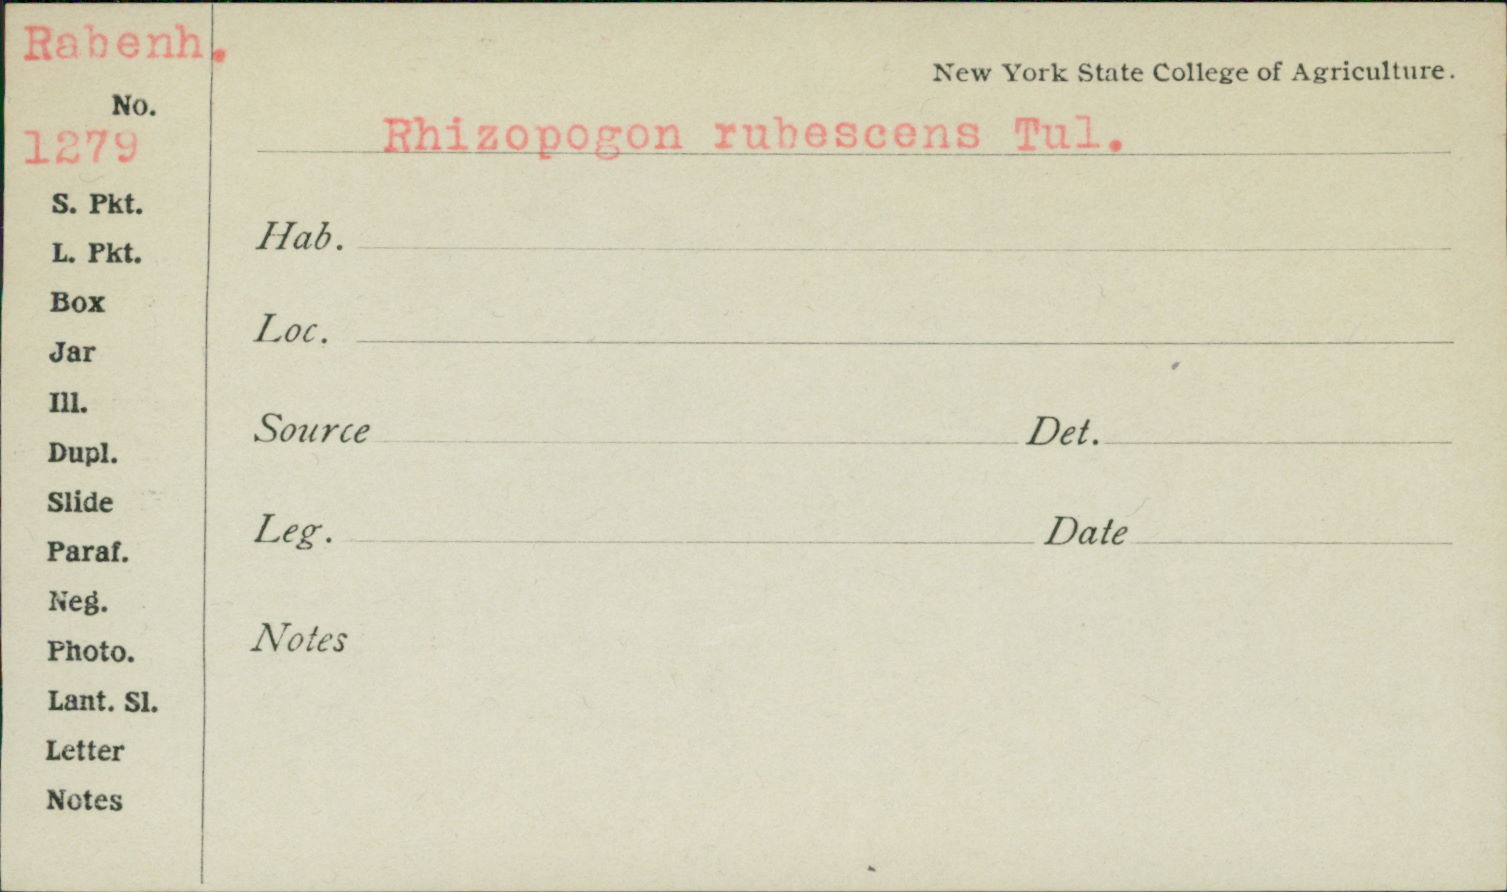 Rabenh.
New York State College of Agriculture.
No.
1279
Rhizopogon rubescens Tul.
S. Pkt.
L. Pkt.
Box
Jar
Ill.
Dupl.
Slide
Paraf.
Neg.
Photo.
Lant. Sl.
Letter
Notes
Hab.
Loc.
Source Det.
Leg. Date
Notes